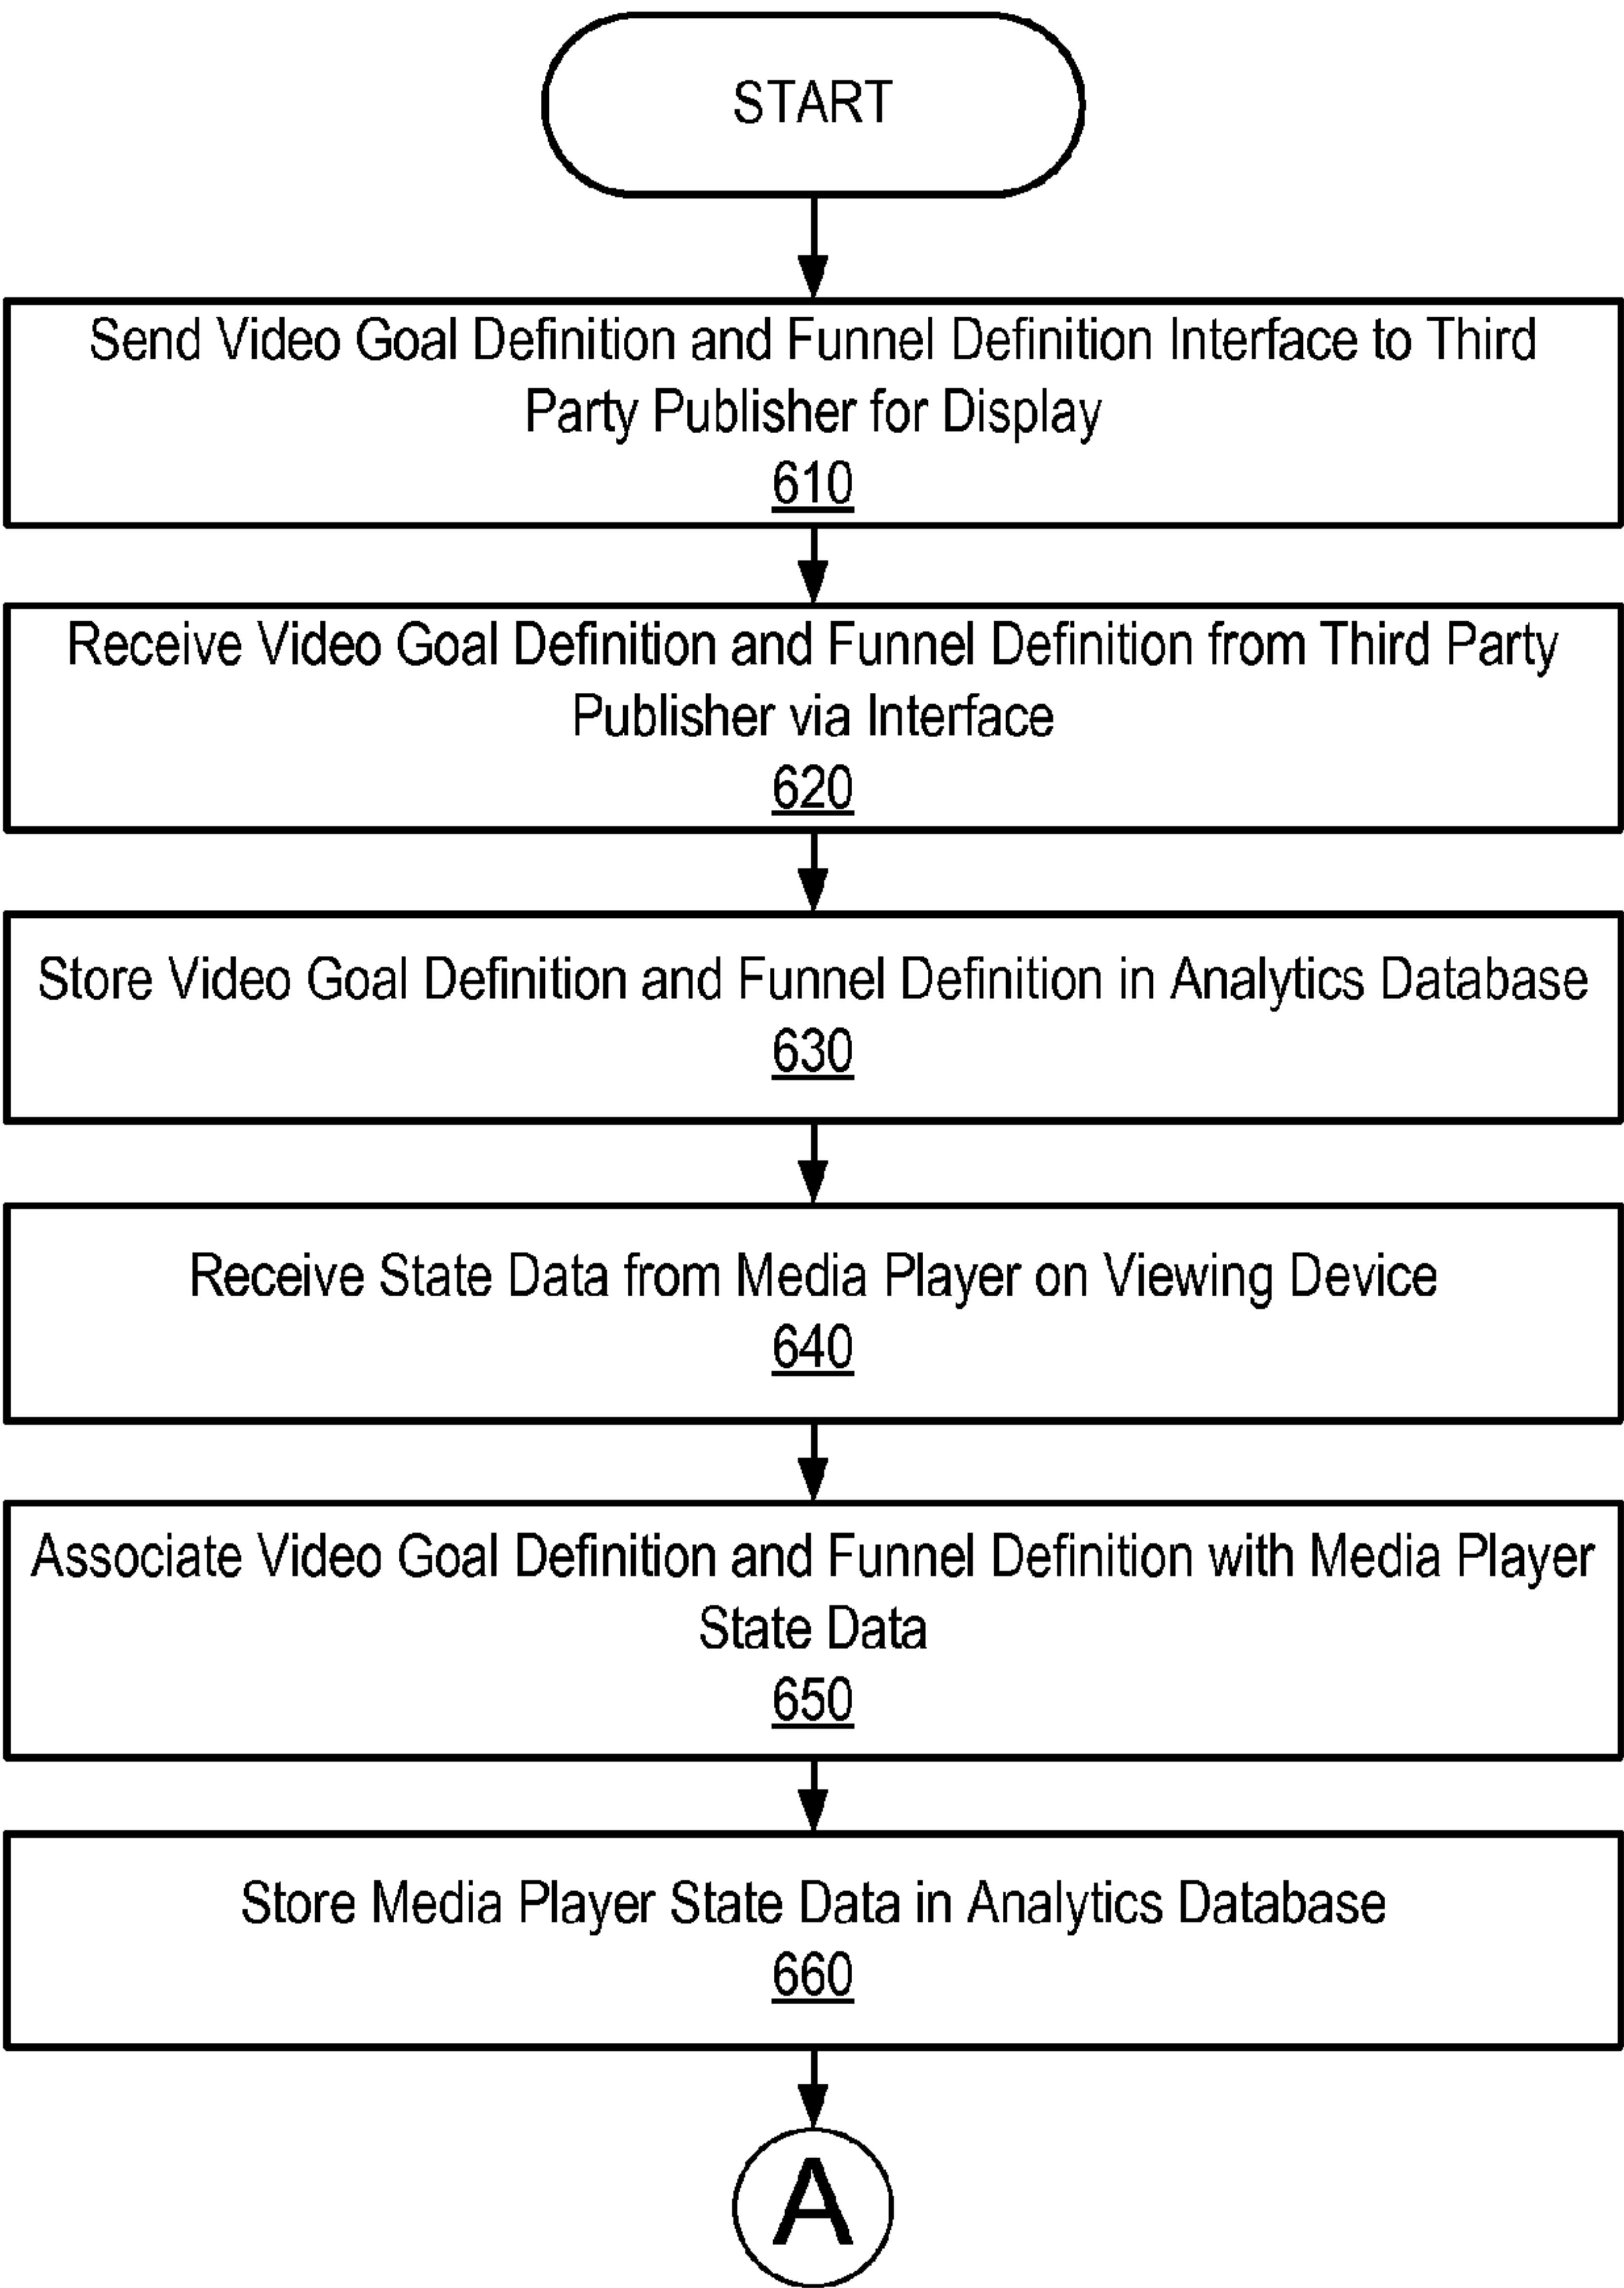 START
Send Video Goal Definition and Funnel Definition Interface to Third
Party Publisher for Display
610
Receive Video Goal Definition and Funnel Definition from Third Party
Publisher via Interface
620
Store Video Goal Definition and Funnel Definition in Analytics Database
630
Receive State Data from Media Player on Viewing Device
640
Associate Video Goal Definition and Funnel Definition with Media Player
State Data
650
Store Media Player State Data in Analytics Database
660
A